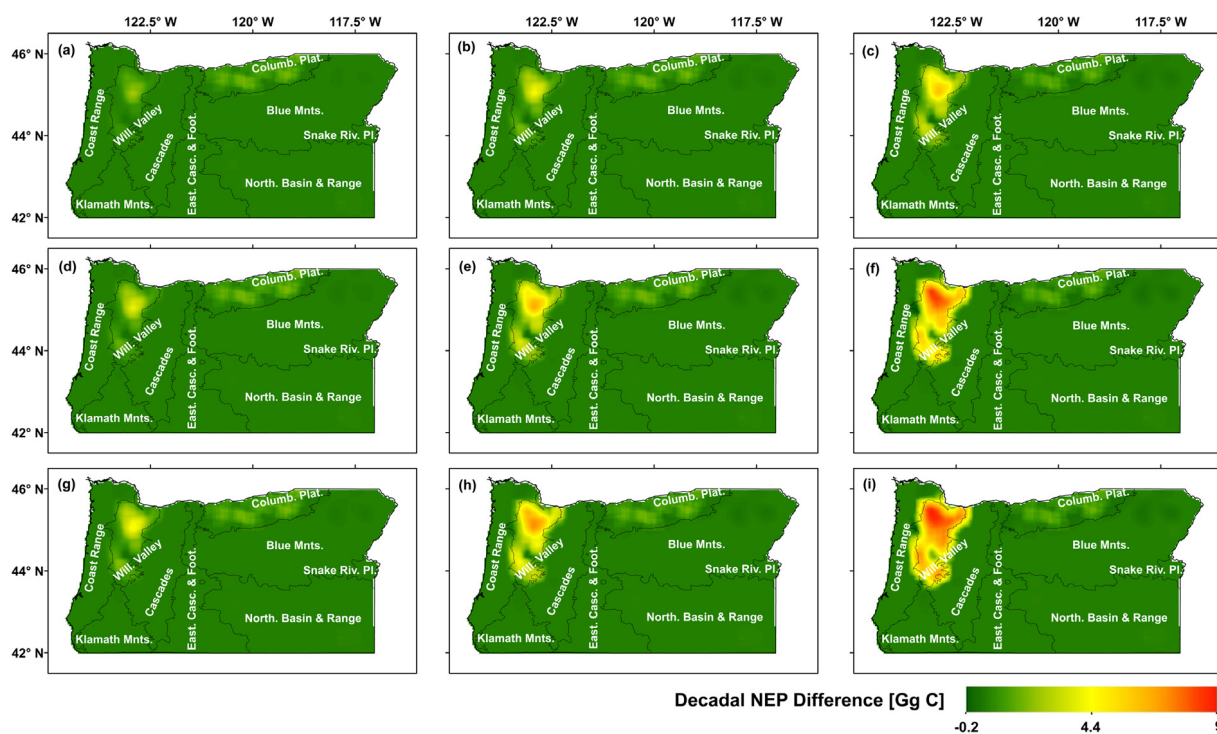 122.5° W 120° W 117.5° W 122.5° W 120° W 117.5° W 122.5° W 120° W 117.5° W
46° N
44° N
42° N
(a)
Columb. Plat.
Coast Range
Will. Valley
Blue Mnts.
Cascades
East. Casc. & Foot.
Snake Riv. Pl.
North. Basin & Range
Klamath Mnts.
(b)
Columb. Plat.
Coast Range
Will. Valley
Blue Mnts.
Cascades
East. Casc. & Foot.
Snake Riv. Pl.
North. Basin & Range
Klamath Mnts.
(c)
Columb. Plat.
Coast Range
Will. Valley
Blue Mnts.
Cascades
East. Casc. & Foot.
Snake Riv. Pl.
North. Basin & Range
Klamath Mnts.
46° N
44° N
42° N
(d)
Columb. Plat.
Coast Range
Will. Valley
Blue Mnts.
Cascades
East. Casc. & Foot.
Snake Riv. Pl.
North. Basin & Range
Klamath Mnts.
(e)
Columb. Plat.
Coast Range
Will. Valley
Blue Mnts.
Cascades
East. Casc. & Foot.
Snake Riv. Pl.
North. Basin & Range
Klamath Mnts.
(f)
Columb. Plat.
Coast Range
Will. Valley
Blue Mnts.
Cascades
East. Casc. & Foot.
Snake Riv. Pl.
North. Basin & Range
Klamath Mnts.
46° N
44° N
42° N
(g)
Columb. Plat.
Coast Range
Will. Valley
Blue Mnts.
Cascades
East. Casc. & Foot.
Snake Riv. Pl.
North. Basin & Range
Klamath Mnts.
(h)
Columb. Plat.
Coast Range
Will. Valley
Blue Mnts.
Cascades
East. Casc. & Foot.
Snake Riv. Pl.
North. Basin & Range
Klamath Mnts.
(i)
Columb. Plat.
Coast Range
Will. Valley
Blue Mnts.
Cascades
East. Casc. & Foot.
Snake Riv. Pl.
North. Basin & Range
Klamath Mnts.
Decadal NEP Difference [Gg C]
-0.2 4.4